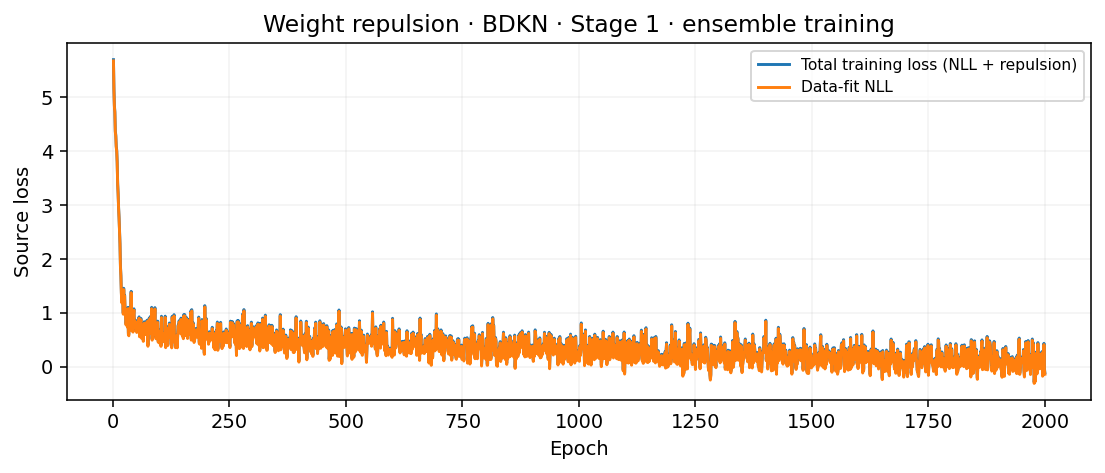 Weight repulsion · BDKN · Stage 1 · ensemble training
Total training loss (NLL + repulsion)
Data-fit NLL
Source loss
5
4
3
2
1
0
0 250 500 750 1000 1250 1500 1750 2000
Epoch